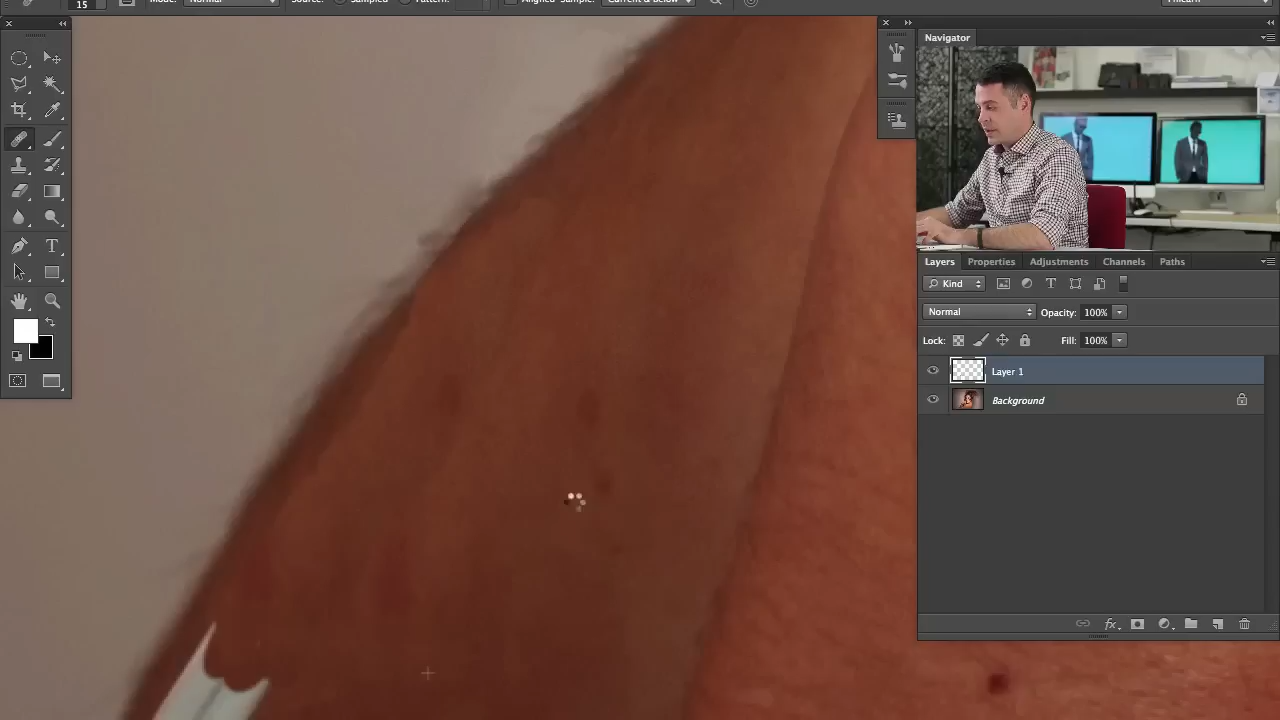 15 Mode: Normal Source: Sampled Pattern: Aligned Sample: Current & Below
Navigator
Layers Properties Adjustments Channels Paths
Kind
Normal Opacity: 100%
Lock: Fill: 100%
Layer 1
Background